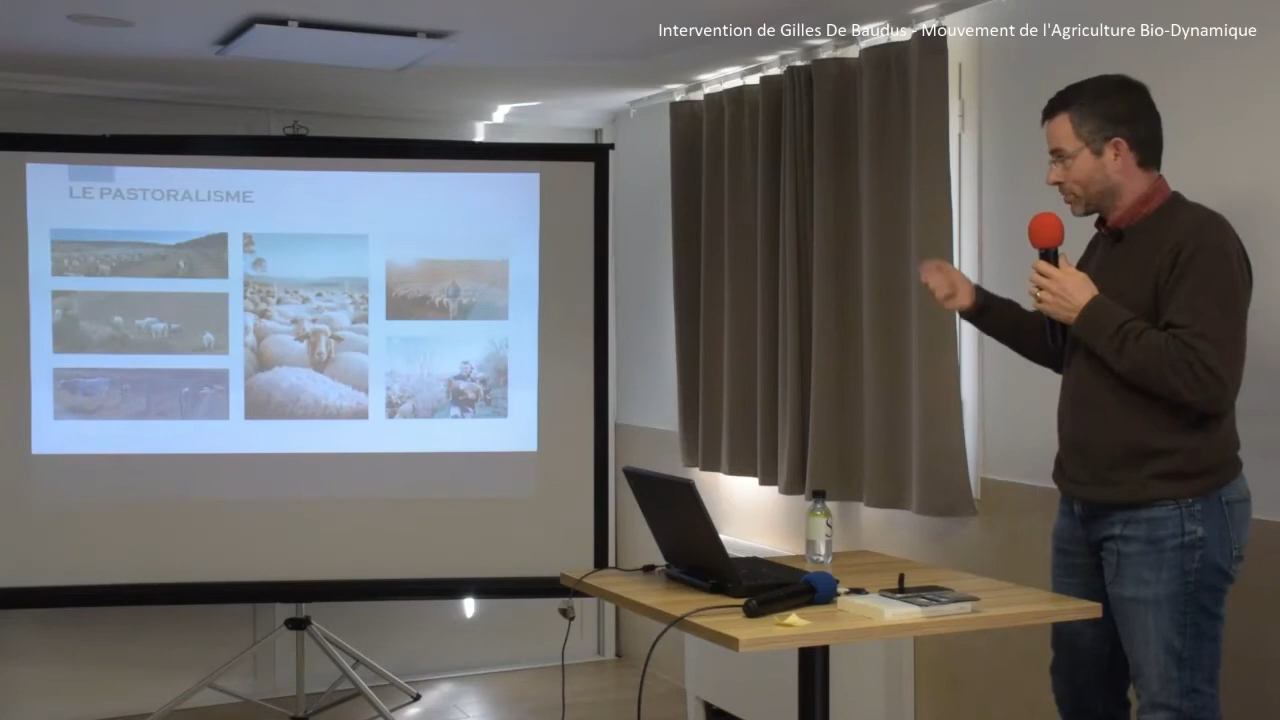 Intervention de Gilles De Baudus - Mouvement de l'Agriculture Bio-Dynamique
LE PASTORALISME